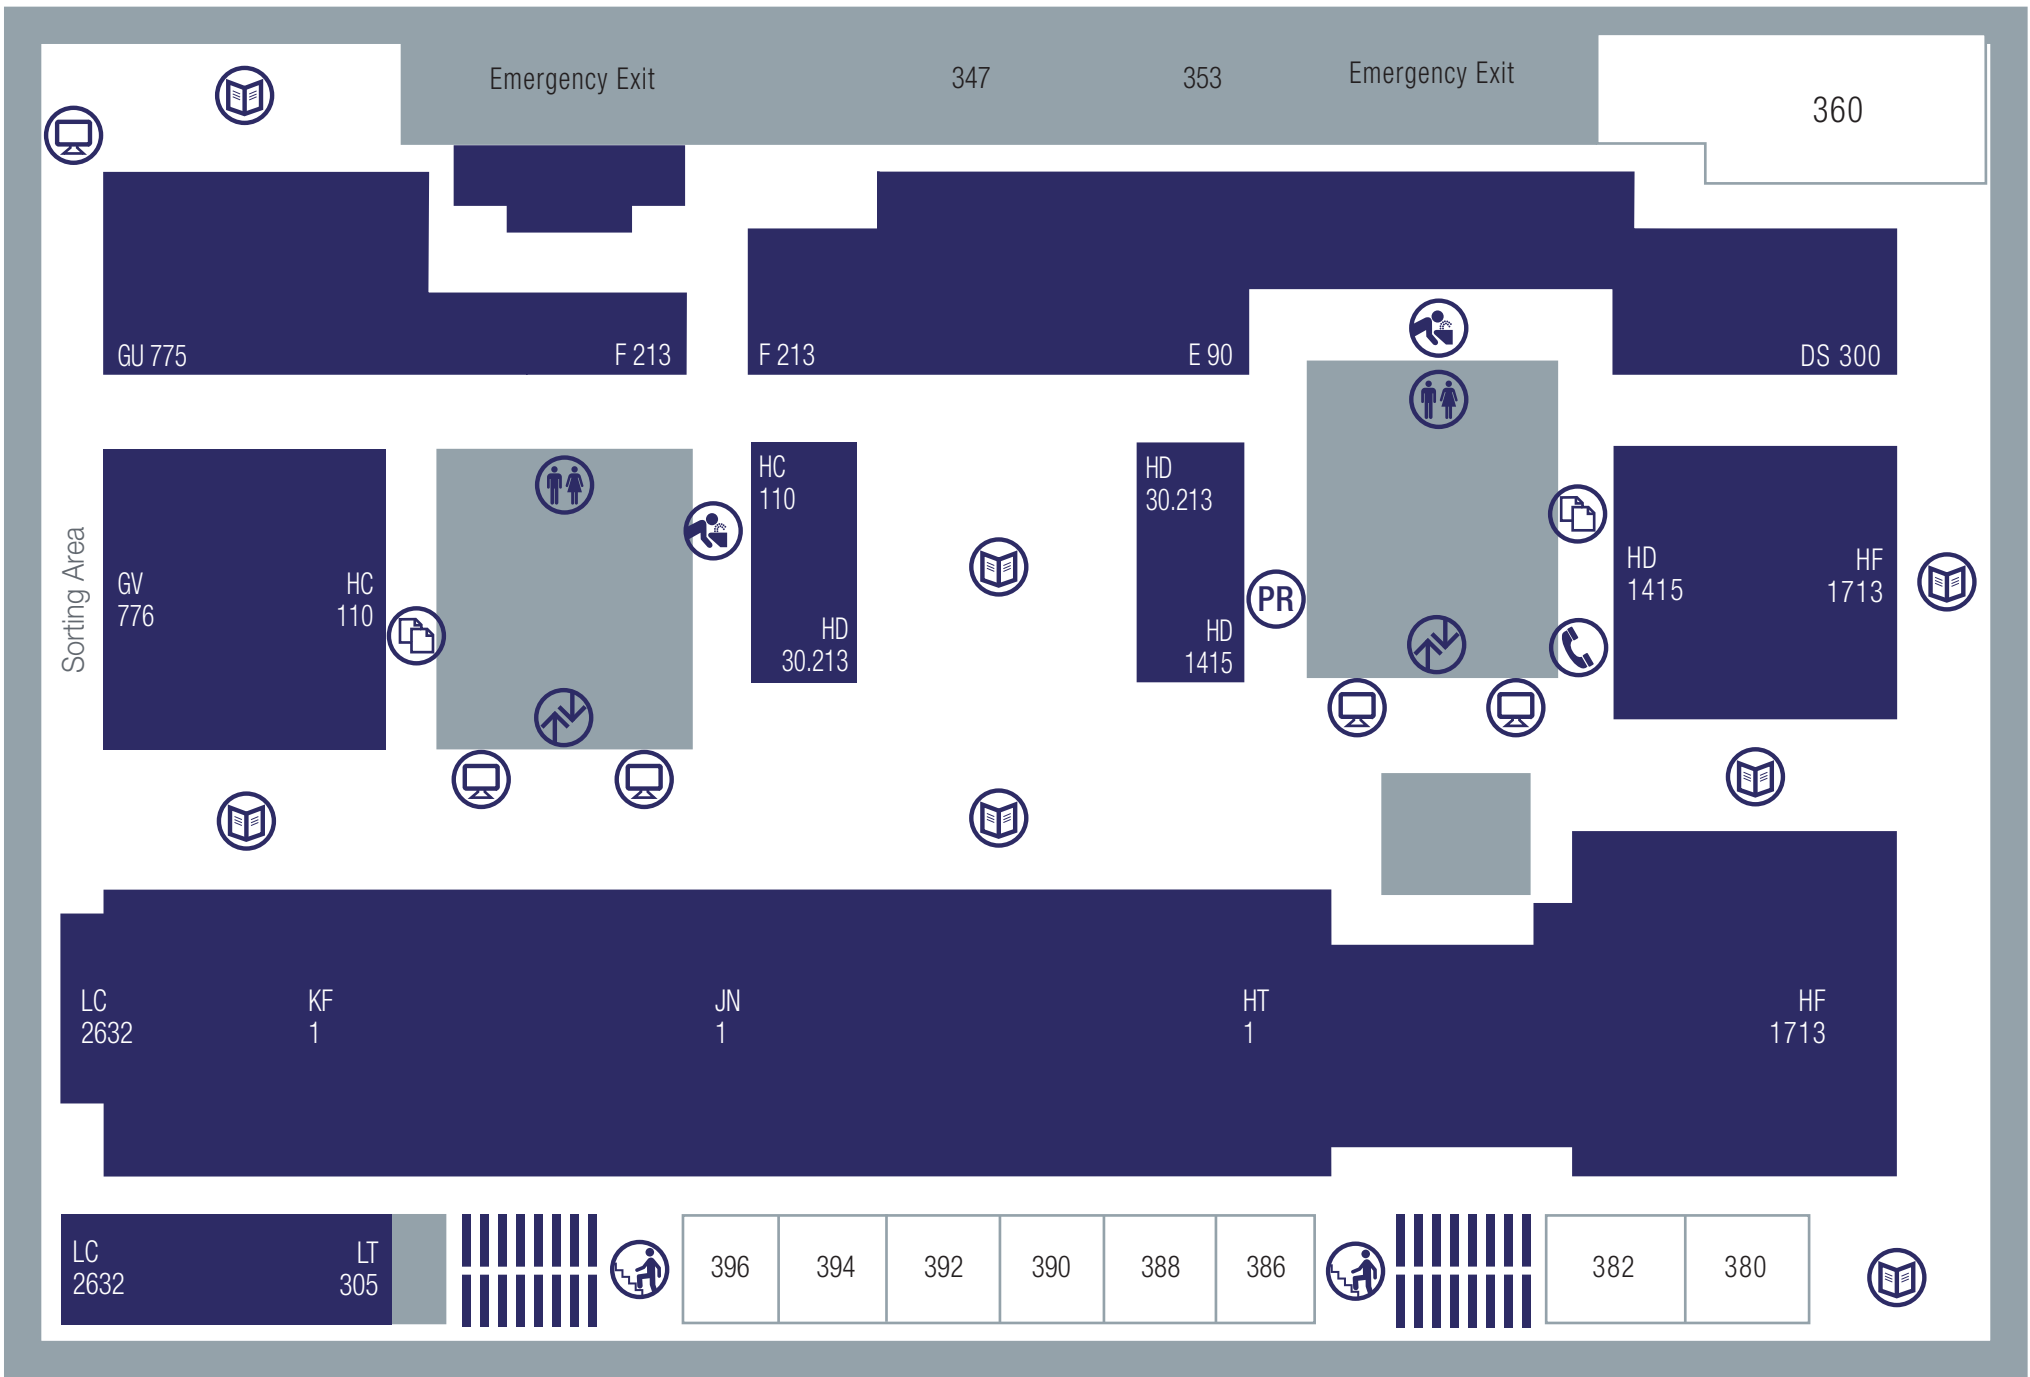 Emergency Exit
347
353
Emergency Exit
360
GU 775
F 213
F 213
E 90
DS 300
Sorting Area
GV
776
HC
110
HC
110
HD
30.213
HD
30.213
HD
1415
PR
HD
1415
HF
1713
LC
2632
KF
1
JN
1
HT
1
HF
1713
LC
2632
LT
305
396
394
392
390
388
386
382
380